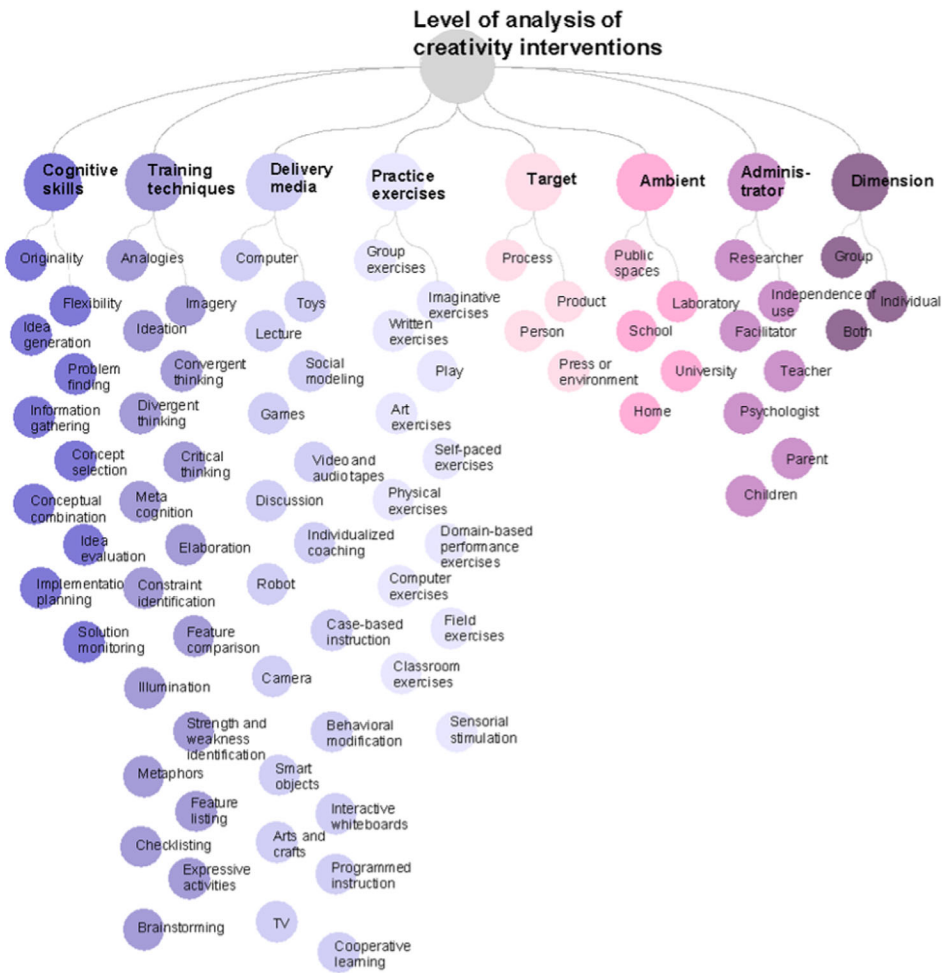 Level of analysis of
creativity interventions
Cognitive
skills
Training
techniques
Delivery
media
Practice
exercises
Target
Ambient
Adminis-
trator
Dimension
Originality
Flexibility
Idea
generation
Problem
finding
Information
gathering
Concept
selection
Conceptual
combination
Idea
evaluation
Implementatio
planning
Solution
monitoring
Analogies
Imagery
Ideation
Convergent
thinking
Divergent
thinking
Critical
thinking
Meta
cognition
Elaboration
Constraint
identification
Feature
comparison
Illumination
Strength and
weakness
identification
Metaphors
Feature
listing
Checklisting
Expressive
activities
Brainstorming
Computer
Toys
Lecture
Social
modeling
Games
Video and
audio tapes
Discussion
Individualized
coaching
Robot
Case-based
instruction
Camera
Behavioral
modification
Smart
objects
Interactive
whiteboards
Arts and
crafts
Programmed
instruction
TV
Cooperative
learning
Group
exercises
Imaginative
exercises
Written
exercises
Play
Art
exercises
Self-paced
exercises
Physical
exercises
Domain-based
performance
exercises
Computer
exercises
Field
exercises
Classroom
exercises
Sensorial
stimulation
Process
Product
Person
Press or
environment
Public
spaces
Laboratory
School
University
Home
Researcher
Independence of
use
Facilitator
Teacher
Psychologist
Parent
Children
Group
Individual
Both